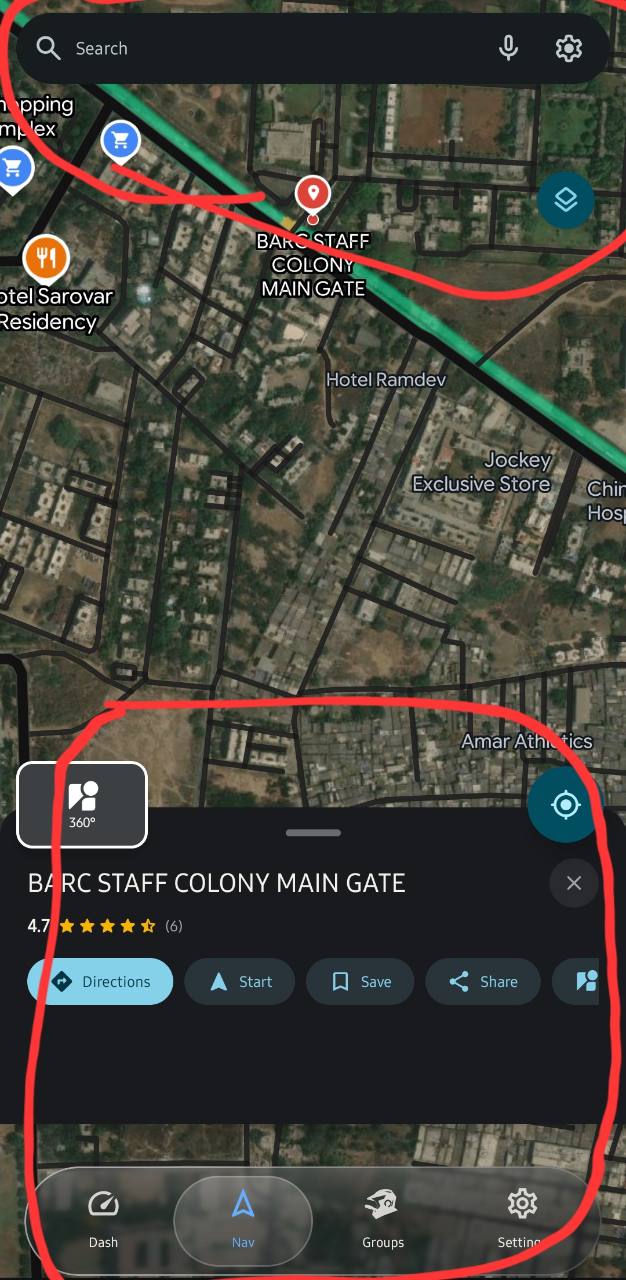 Search
hopping
mplex
BARC STAFF
COLONY
MAIN GATE
otel Sarovar
Residency
Hotel Ramdev
Jockey
Exclusive Store
Chin
Hosp
Amar Athletics
360°
BARC STAFF COLONY MAIN GATE
4.7 (6)
Directions Start Save Share
Dash Nav Groups Setting